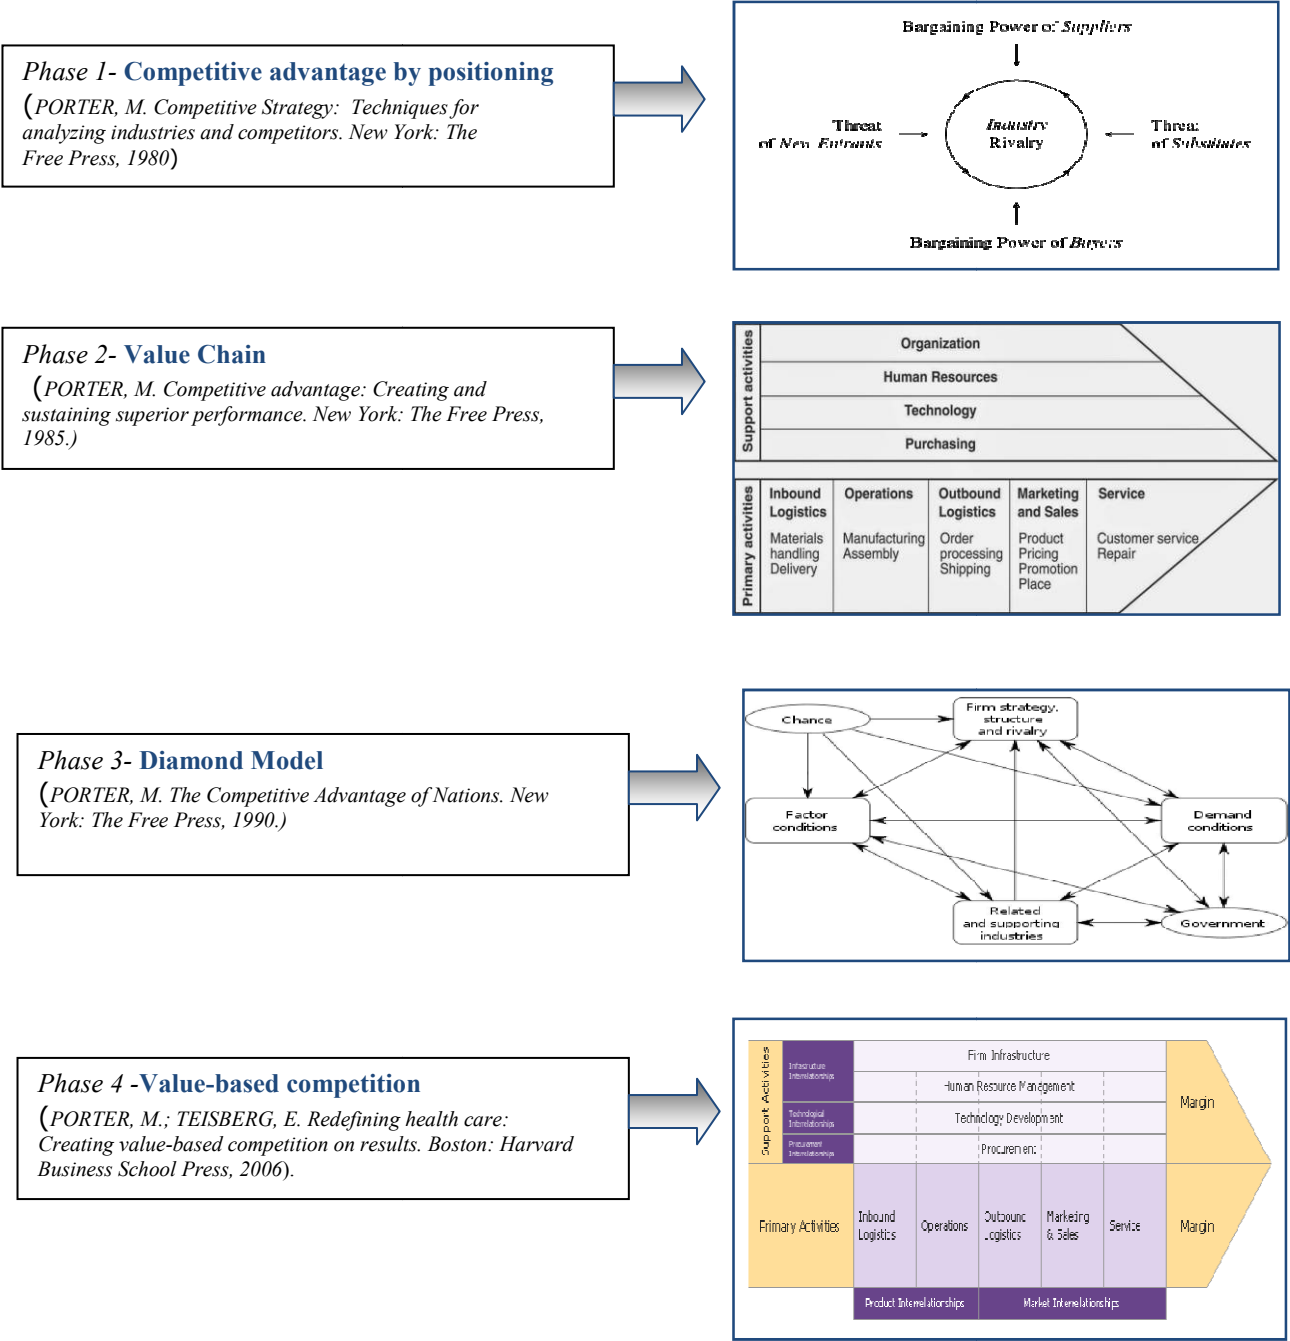 Phase 1- Competitive advantage by positioning
(PORTER, M. Competitive Strategy: Techniques for
analyzing industries and competitors. New York: The
Free Press, 1980)
Bargaining Power of Suppliers
Threat
of New Entrants
Industry
Rivalry
Threat
of Substitutes
Bargaining Power of Buyers
Phase 2- Value Chain
(PORTER, M. Competitive advantage: Creating and
sustaining superior performance. New York: The Free Press,
1985.)
Support activities
Organization
Human Resources
Technology
Purchasing
Primary activities
Inbound
Logistics
Materials
handling
Delivery
Operations
Manufacturing
Assembly
Outbound
Logistics
Order
processing
Shipping
Marketing
and Sales
Product
Pricing
Promotion
Place
Service
Customer service
Repair
Phase 3- Diamond Model
(PORTER, M. The Competitive Advantage of Nations. New
York: The Free Press, 1990.)
Chance
Firm strategy,
structure
and rivalry
Factor
conditions
Demand
conditions
Related
and supporting
industries
Government
Phase 4 -Value-based competition
(PORTER, M.; TEISBERG, E. Redefining health care:
Creating value-based competition on results. Boston: Harvard
Business School Press, 2006).
Support Activities
Infrastructure
Interrelationships
Technological
Interrelationships
Procurement
Interrelationships
Firm Infrastructure
Human Resource Management
Technology Development
Procurement
Margin
Primary Activities
Inbound
Logistics
Operations
Outbound
Logistics
Marketing
& Sales
Service
Margin
Product Interrelationships
Market Interrelationships